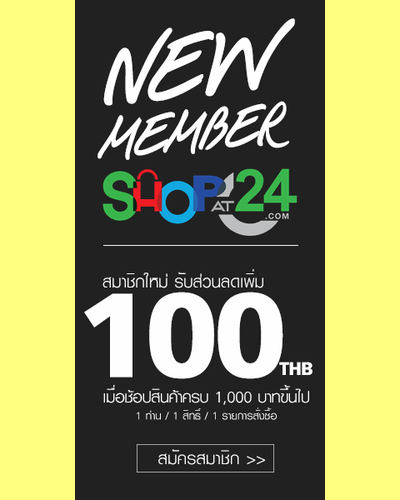 NEW
MEMBER
SHOP AT 24
.COM
สมาชิกใหม่ รับส่วนลดเพิ่ม
100 THB
เมื่อช้อปสินค้าครบ 1,000 บาทขึ้นไป
1 ท่าน / 1 สิทธิ์ / 1 รายการสั่งซื้อ
สมัครสมาชิก >>